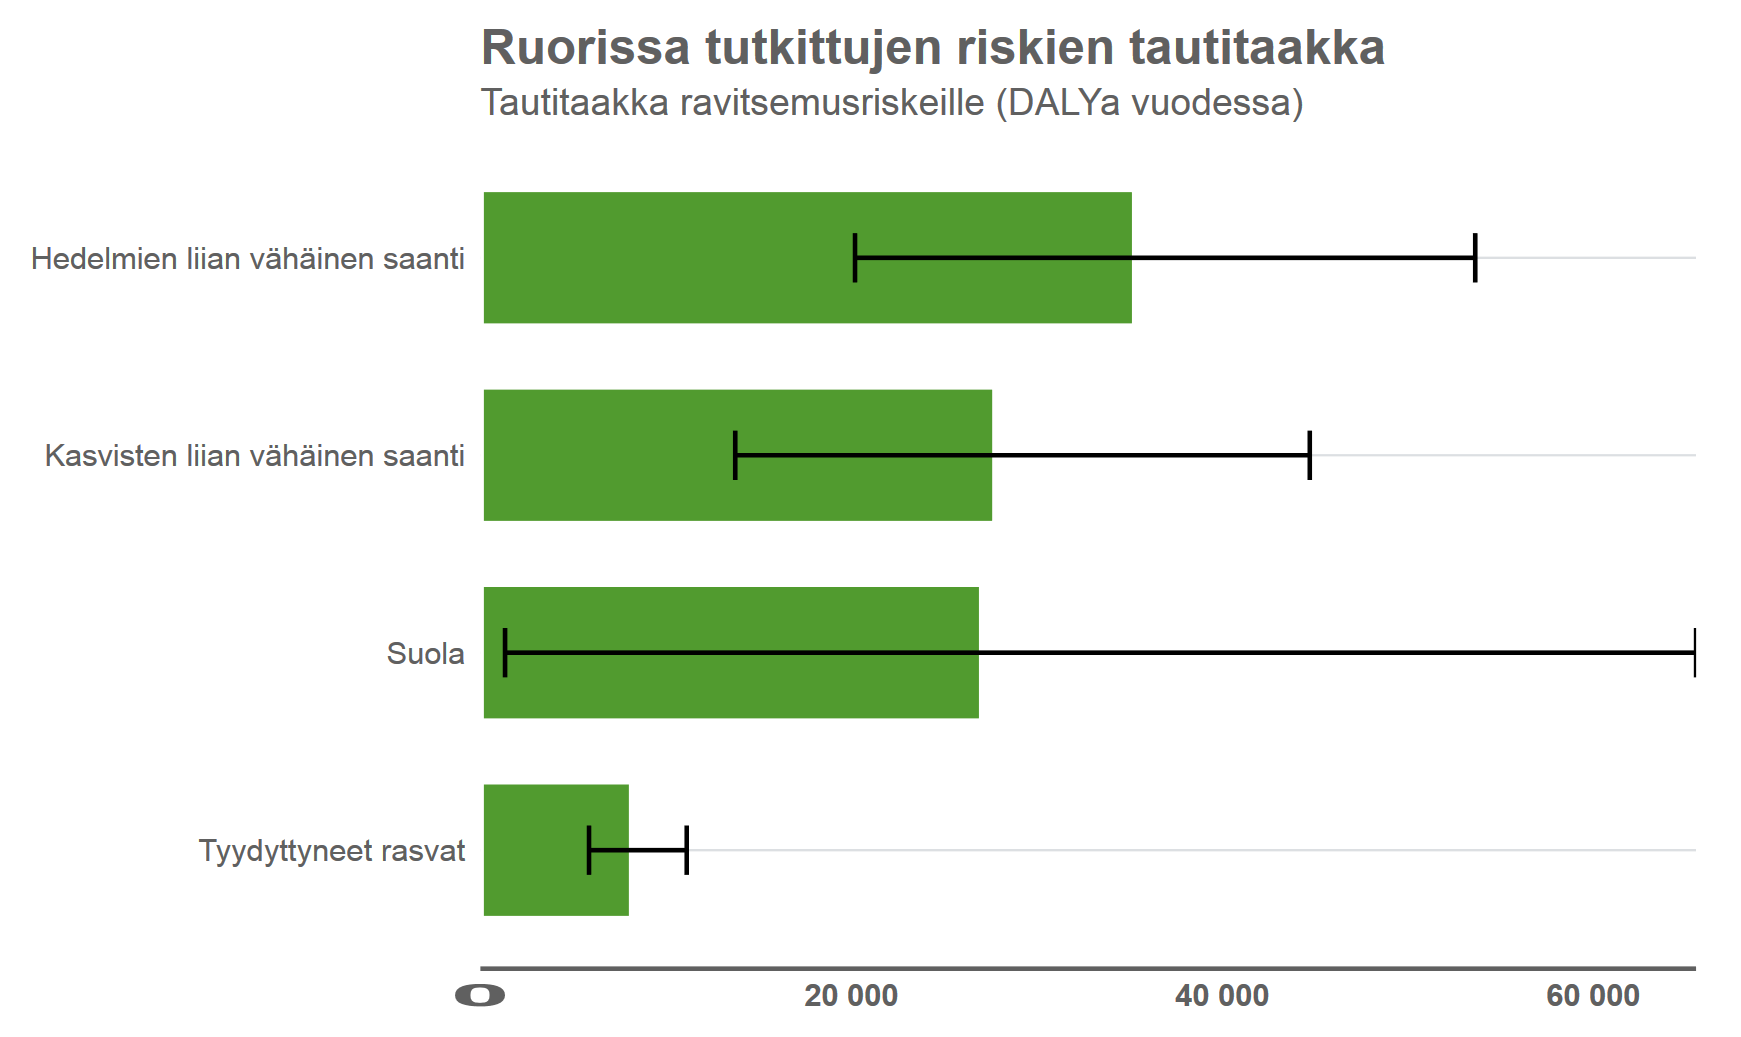 Ruorissa tutkittujen riskien tautitaakka
Tautitaakka ravitsemusriskeille (DALYa vuodessa)
Hedelmien liian vähäinen saanti
Kasvisten liian vähäinen saanti
Suola
Tyydyttyneet rasvat
0 20 000 40 000 60 000